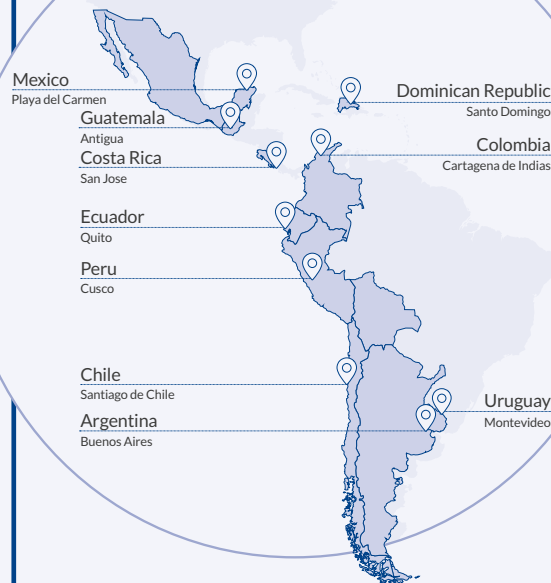 Mexico
Playa del Carmen
Guatemala
Antigua
Costa Rica
San Jose
Ecuador
Quito
Peru
Cusco
Chile
Santiago de Chile
Argentina
Buenos Aires
Dominican Republic
Santo Domingo
Colombia
Cartagena de Indias
Uruguay
Montevideo